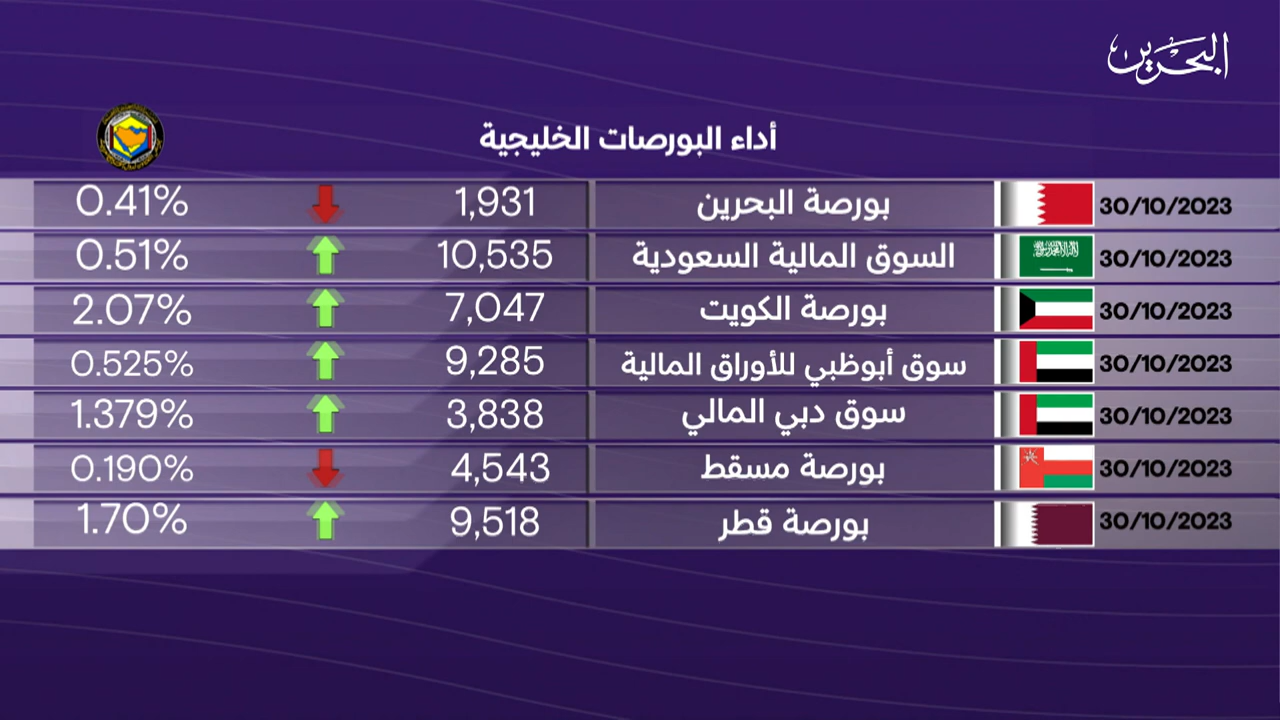 البحرين
أداء البورصات الخليجية
30/10/2023 بورصة البحرين 1,931 0.41%
30/10/2023 السوق المالية السعودية 10,535 0.51%
30/10/2023 بورصة الكويت 7,047 2.07%
30/10/2023 سوق أبوظبي للأوراق المالية 9,285 0.525%
30/10/2023 سوق دبي المالي 3,838 1.379%
30/10/2023 بورصة مسقط 4,543 0.190%
30/10/2023 بورصة قطر 9,518 1.70%